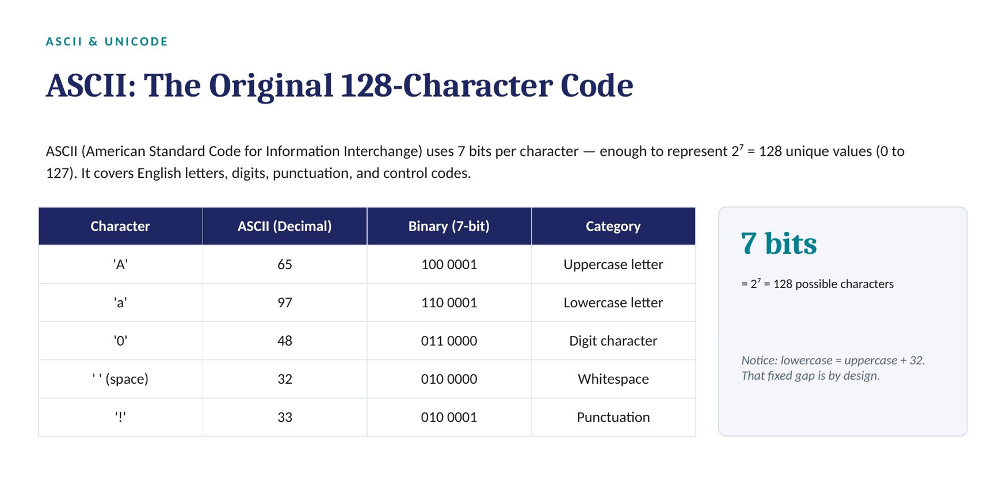 ASCII & UNICODE
ASCII: The Original 128-Character Code
ASCII (American Standard Code for Information Interchange) uses 7 bits per character — enough to represent 2⁷ = 128 unique values (0 to
127). It covers English letters, digits, punctuation, and control codes.
Character ASCII (Decimal) Binary (7-bit) Category
'A' 65 100 0001 Uppercase letter
'a' 97 110 0001 Lowercase letter
'0' 48 011 0000 Digit character
' ' (space) 32 010 0000 Whitespace
'!' 33 010 0001 Punctuation
7 bits
= 2⁷ = 128 possible characters
Notice: lowercase = uppercase + 32.
That fixed gap is by design.